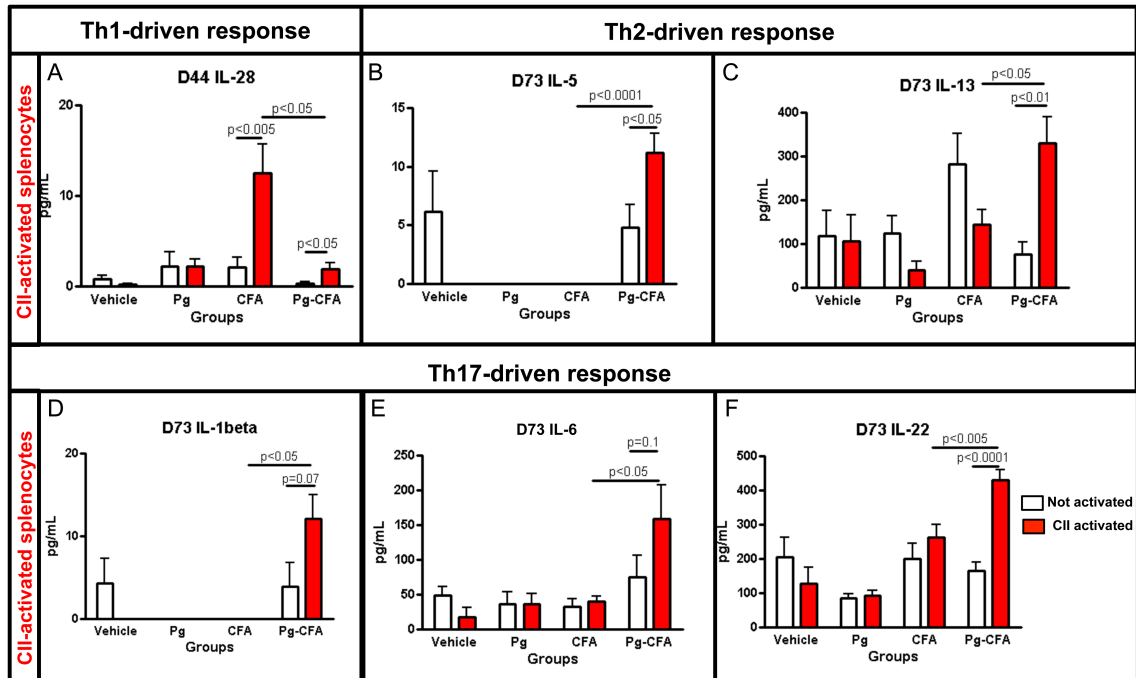 Th1-driven response
Th2-driven response
CII-activated splenocytes
A
D44 IL-28
p<0.05
p<0.005
p<0.05
20
10
0
pg/mL
Vehicle Pg CFA Pg-CFA
Groups
B
D73 IL-5
p<0.0001
p<0.05
15
10
5
0
Vehicle Pg CFA Pg-CFA
Groups
C
D73 IL-13
p<0.05
p<0.01
400
300
200
100
0
pg/mL
Vehicle Pg CFA Pg-CFA
Groups
Th17-driven response
CII-activated splenocytes
D
D73 IL-1beta
p<0.05
p=0.07
20
10
0
pg/mL
Vehicle Pg CFA Pg-CFA
Groups
E
D73 IL-6
p=0.1
p<0.05
250
200
150
100
50
0
pg/mL
Vehicle Pg CFA Pg-CFA
Groups
F
D73 IL-22
p<0.005
p<0.0001
500
400
300
200
100
0
pg/mL
Vehicle Pg CFA Pg-CFA
Groups
Not activated
CII activated